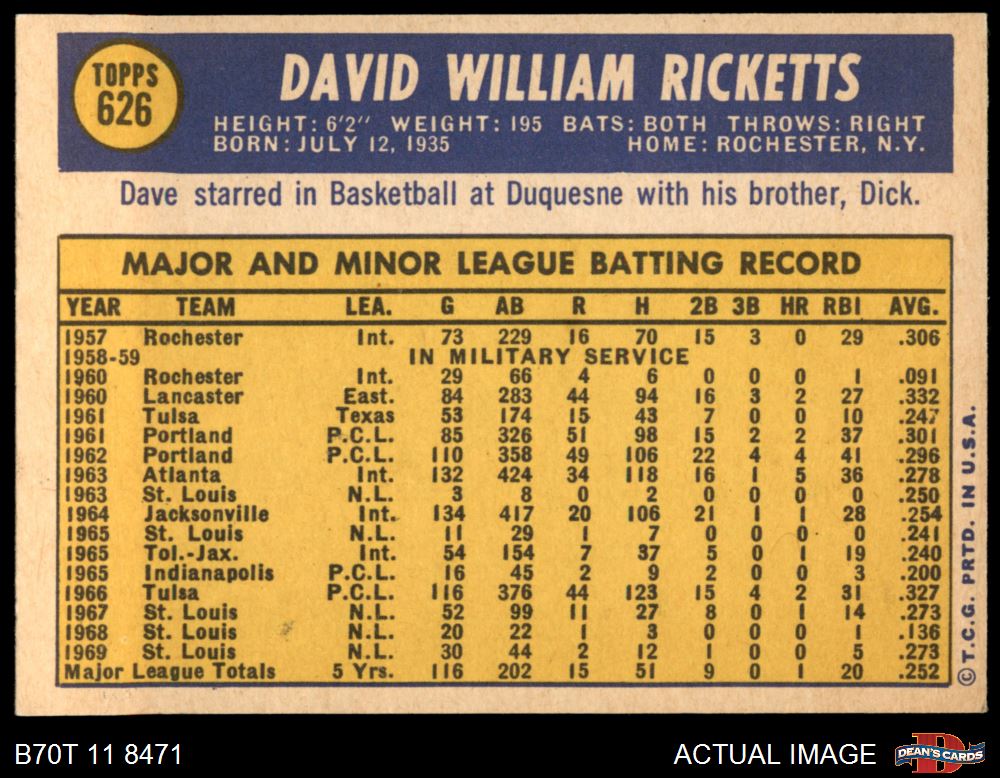 TOPPS
626
DAVID WILLIAM RICKETTS
HEIGHT: 6'2" WEIGHT: 195 BATS: BOTH THROWS: RIGHT
BORN: JULY 12, 1935 HOME: ROCHESTER, N.Y.
Dave starred in Basketball at Duquesne with his brother, Dick.
MAJOR AND MINOR LEAGUE BATTING RECORD
YEAR TEAM LEA. G AB R H 2B 3B HR RBI AVG.
1957 Rochester Int. 73 229 16 70 15 3 0 29 .306
1958-59 IN MILITARY SERVICE
1960 Rochester Int. 29 66 4 6 0 0 0 1 .091
1960 Lancaster East. 84 283 44 94 16 3 2 27 .332
1961 Tulsa Texas 53 174 15 43 7 0 0 10 .247
1961 Portland P.C.L. 85 326 51 98 15 2 2 37 .301
1962 Portland P.C.L. 110 358 49 106 22 4 4 41 .296
1963 Atlanta Int. 132 424 34 118 16 1 5 36 .278
1963 St. Louis N.L. 3 8 0 2 0 0 0 0 .250
1964 Jacksonville Int. 134 417 20 106 21 1 1 28 .254
1965 St. Louis N.L. 11 29 1 7 0 0 0 0 .241
1965 Tol.-Jax. Int. 54 154 7 37 5 0 1 19 .240
1965 Indianapolis P.C.L. 16 45 2 9 2 0 0 3 .200
1966 Tulsa P.C.L. 116 376 44 123 15 4 2 31 .327
1967 St. Louis N.L. 52 99 11 27 8 0 1 14 .273
1968 St. Louis N.L. 20 22 1 3 0 0 0 1 .136
1969 St. Louis N.L. 30 44 2 12 1 0 0 5 .273
Major League Totals 5 Yrs. 116 202 15 51 9 0 1 20 .252
© T.C.G. PRTD. IN U.S.A.
B70T 11 8471
ACTUAL IMAGE
DEAN'S CARDS